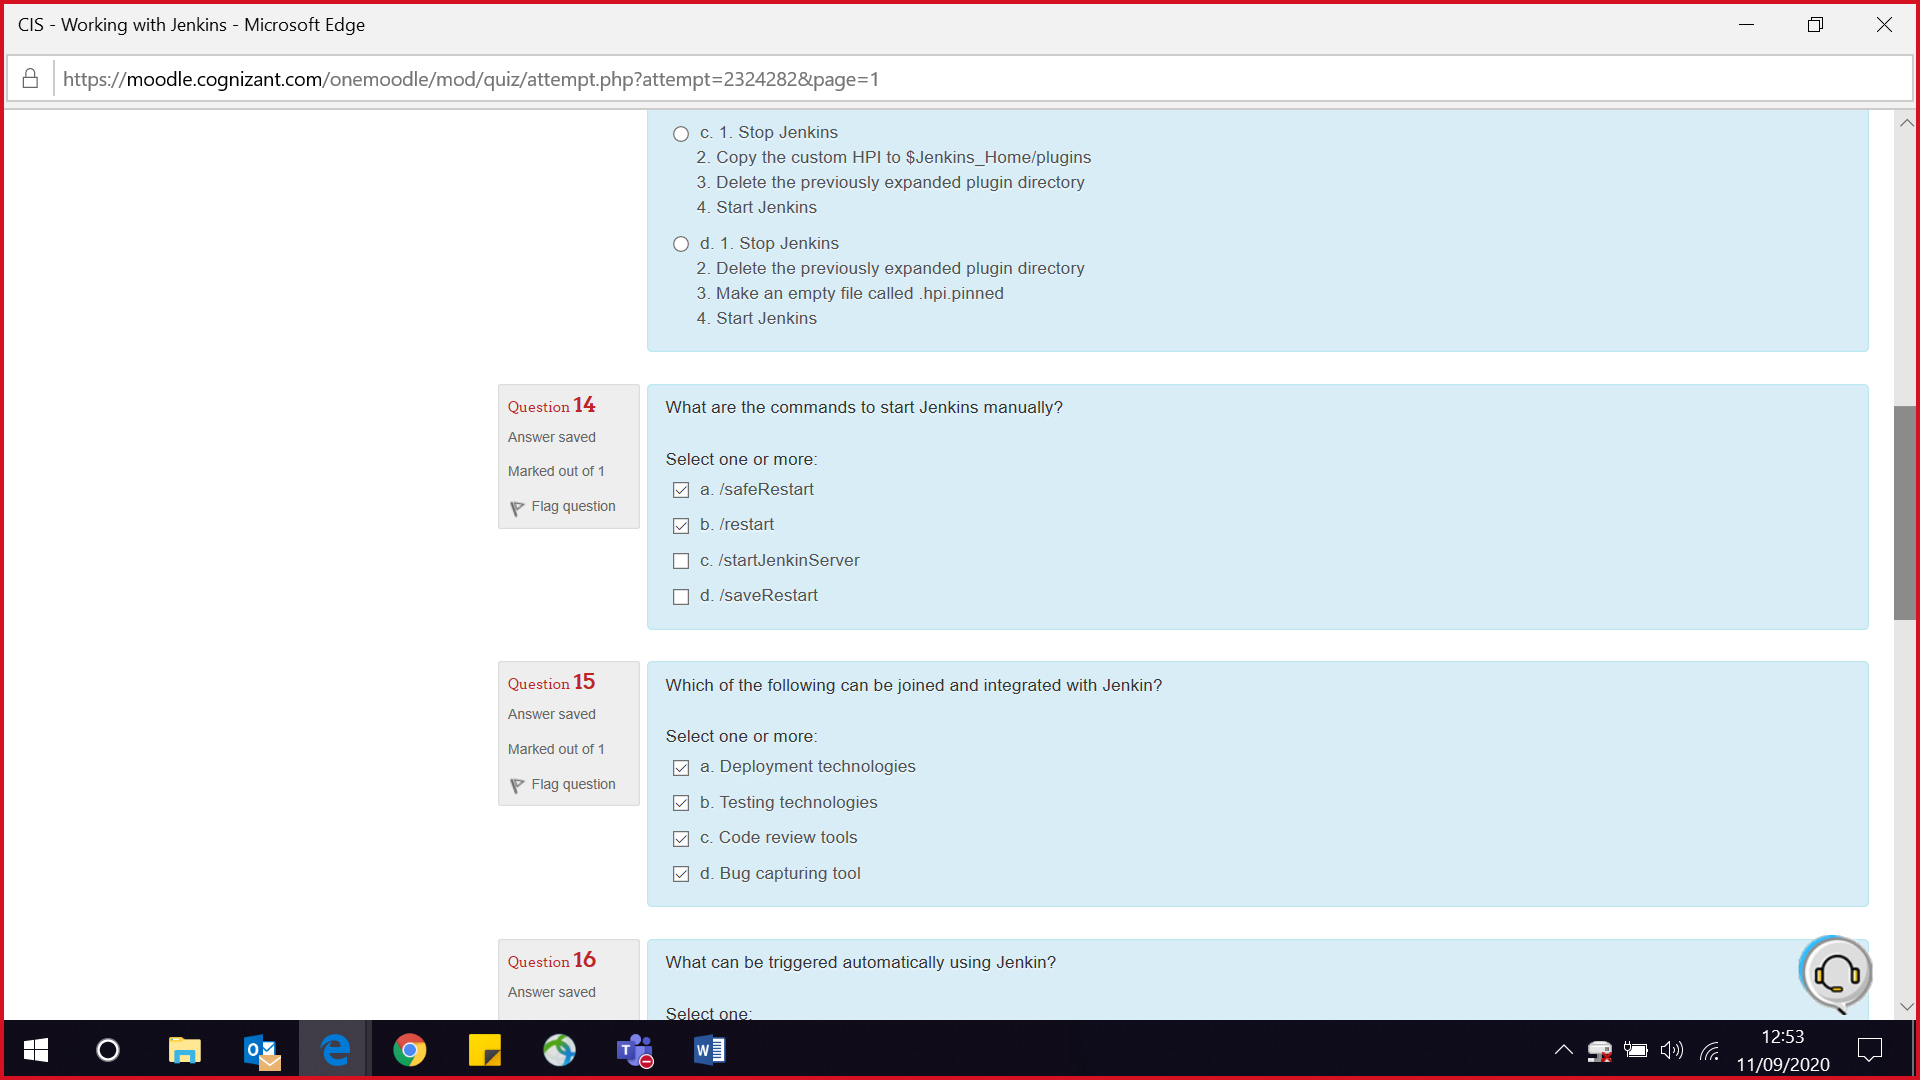 CIS - Working with Jenkins - Microsoft Edge
https://moodle.cognizant.com/onemoodle/mod/quiz/attempt.php?attempt=2324282&page=1
c. 1. Stop Jenkins
2. Copy the custom HPI to $Jenkins_Home/plugins
3. Delete the previously expanded plugin directory
4. Start Jenkins
d. 1. Stop Jenkins
2. Delete the previously expanded plugin directory
3. Make an empty file called .hpi.pinned
4. Start Jenkins
Question 14
Answer saved
Marked out of 1
Flag question
What are the commands to start Jenkins manually?
Select one or more:
a. /safeRestart
b. /restart
c. /startJenkinServer
d. /saveRestart
Question 15
Answer saved
Marked out of 1
Flag question
Which of the following can be joined and integrated with Jenkin?
Select one or more:
a. Deployment technologies
b. Testing technologies
c. Code review tools
d. Bug capturing tool
Question 16
Answer saved
What can be triggered automatically using Jenkin?
Select one:
12:53
11/09/2020